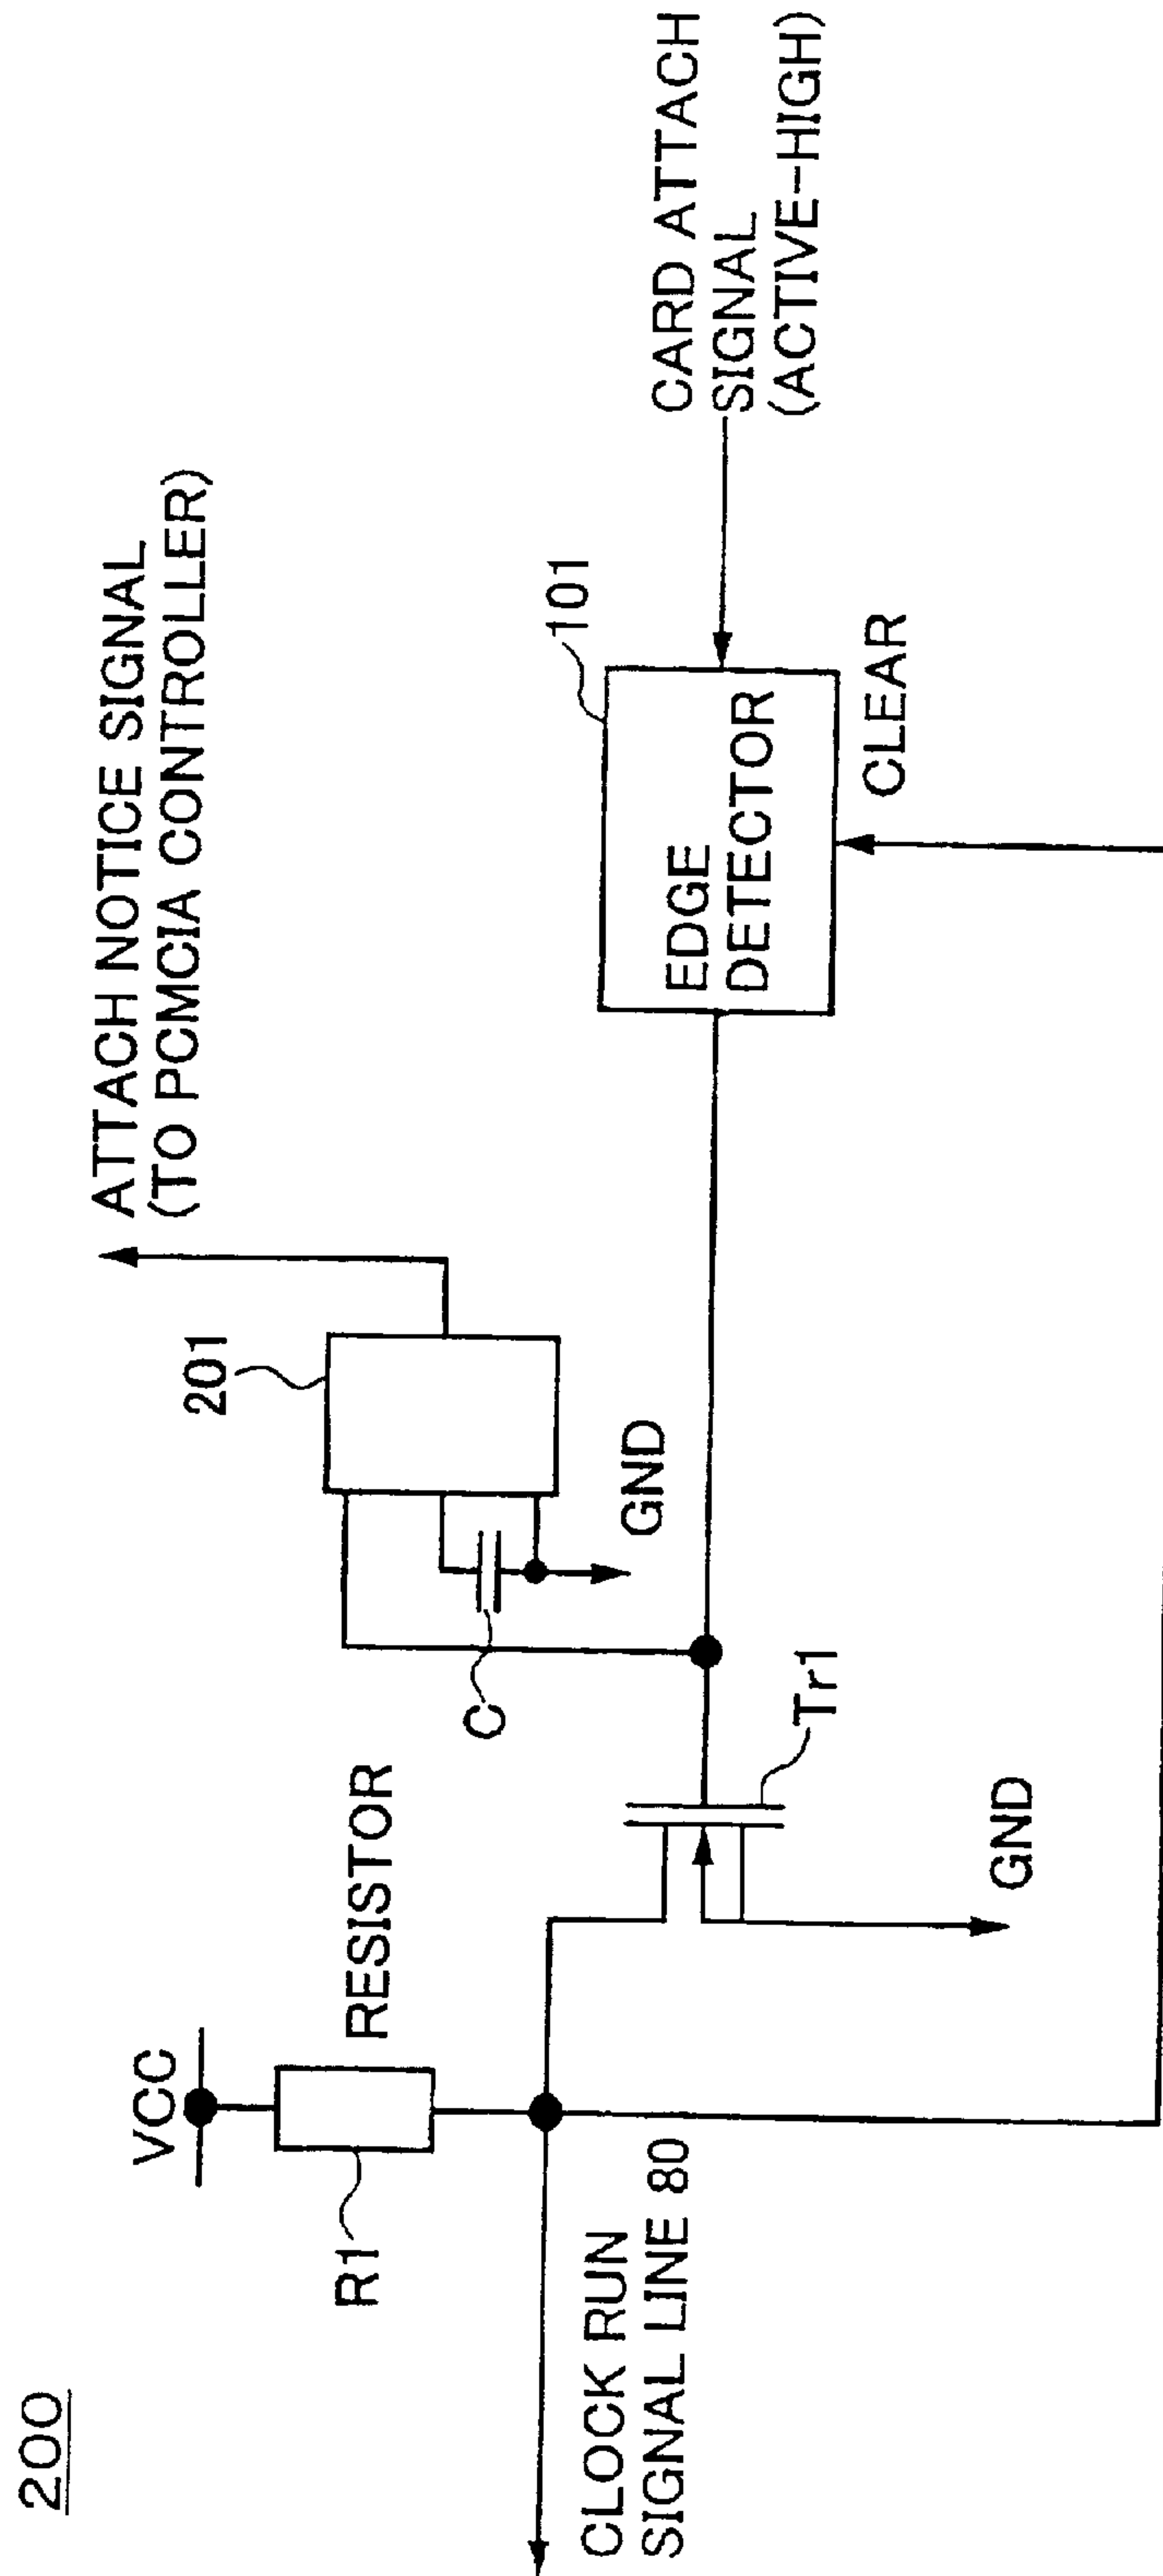 200
VCC
R1
RESISTOR
CLOCK RUN
SIGNAL LINE 80
ATTACH NOTICE SIGNAL
(TO PCMCIA CONTROLLER)
201
C
GND
Tr1
GND
101
EDGE
DETECTOR
CLEAR
CARD ATTACH
SIGNAL
(ACTIVE-HIGH)